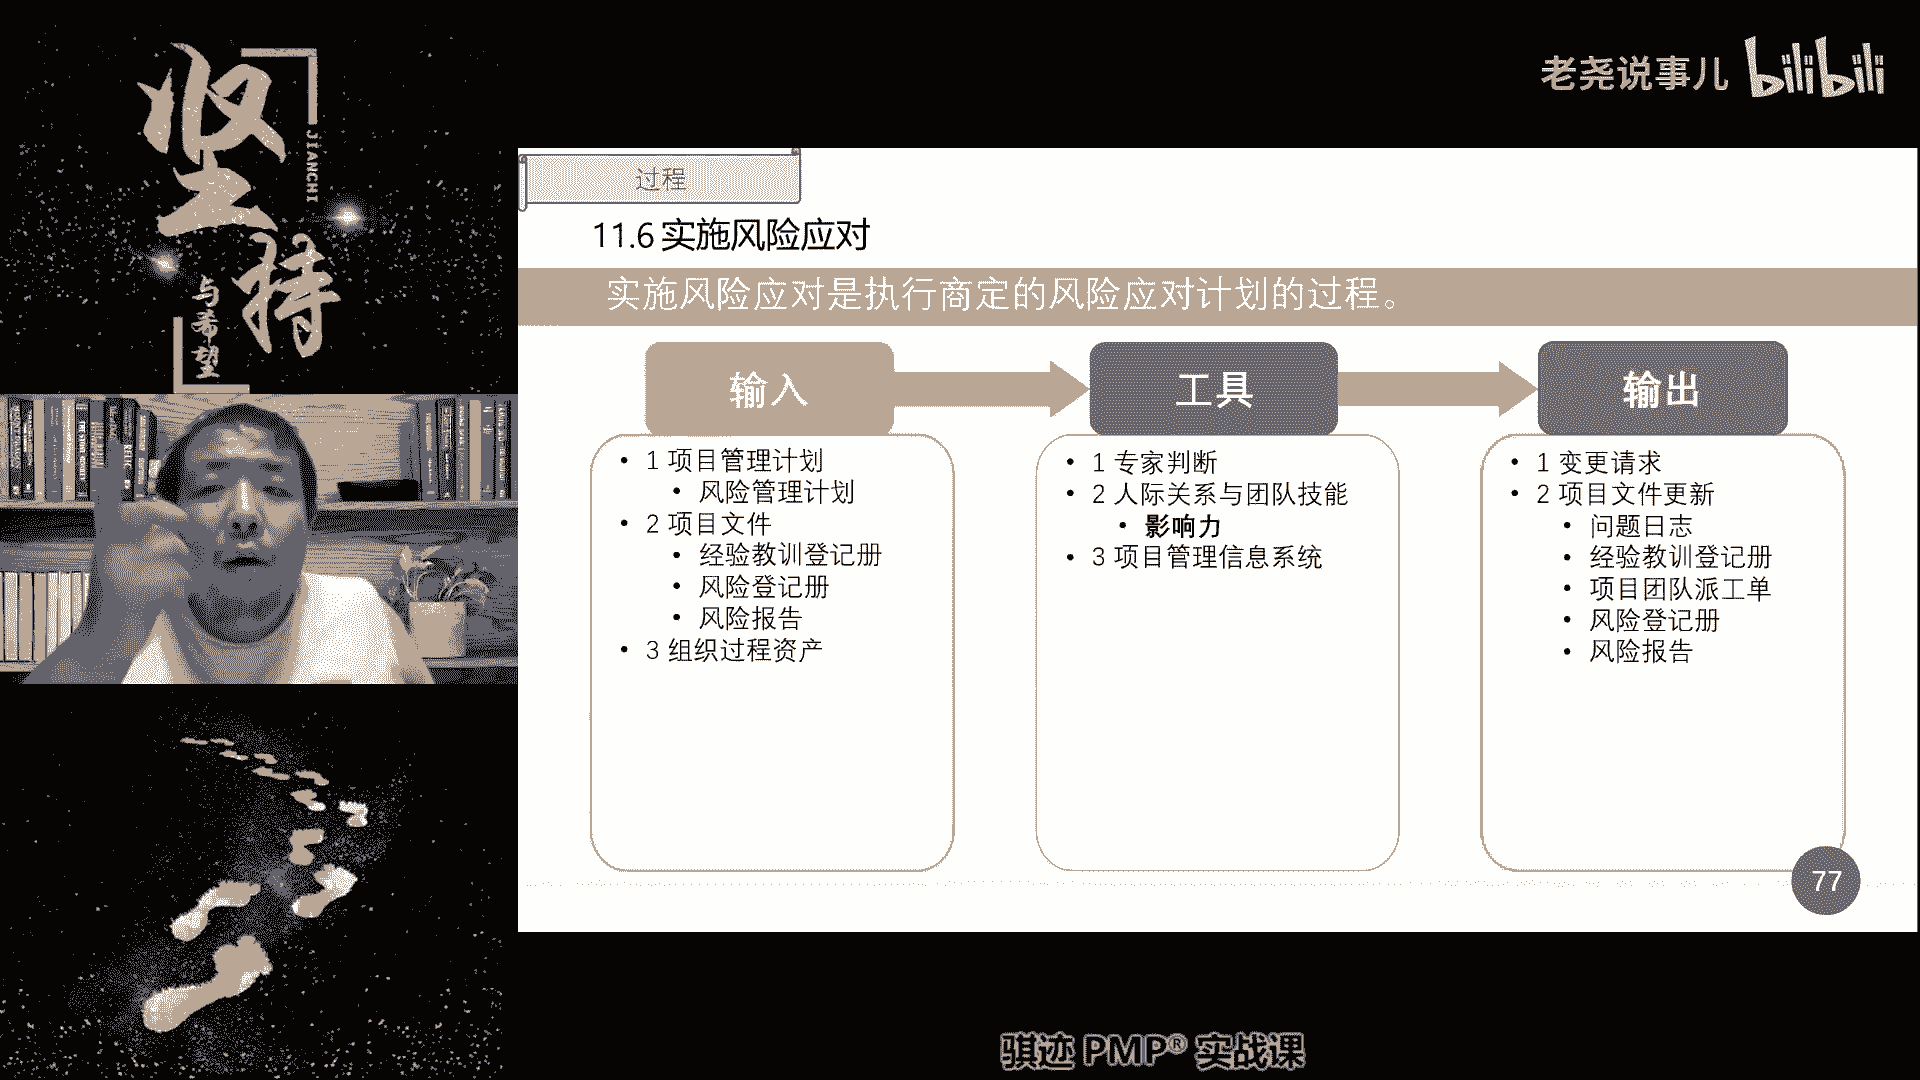 坚持
JIANCHI
与希望
老尧说事儿 bilibili
过程
11.6 实施风险应对
实施风险应对是执行商定的风险应对计划的过程。
输入
• 1 项目管理计划
• 风险管理计划
• 2 项目文件
• 经验教训登记册
• 风险登记册
• 风险报告
• 3 组织过程资产
工具
• 1 专家判断
• 2 人际关系与团队技能
• 影响力
• 3 项目管理信息系统
输出
• 1 变更请求
• 2 项目文件更新
• 问题日志
• 经验教训登记册
• 项目团队派工单
• 风险登记册
• 风险报告
77
骐迹 PMP® 实战课